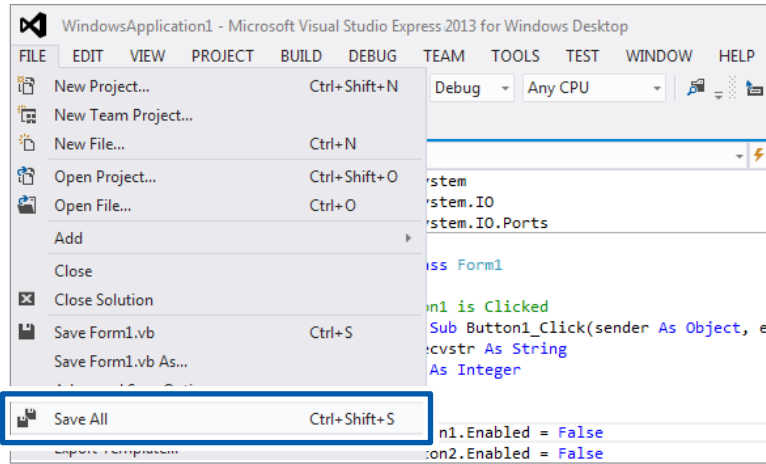 WindowsApplication1 - Microsoft Visual Studio Express 2013 for Windows Desktop
FILE EDIT VIEW PROJECT BUILD DEBUG TEAM TOOLS TEST WINDOW HELP
New Project... Ctrl+Shift+N
Debug Any CPU
New Team Project...
New File... Ctrl+N
Open Project... Ctrl+Shift+O
ystem
Open File... Ctrl+O
ystem.IO
ystem.IO.Ports
Add
Close
ass Form1
Close Solution
on1 is Clicked
Save Form1.vb Ctrl+S
Sub Button1_Click(sender As Object, e
ecvstr As String
Save Form1.vb As...
As Integer
Save All Ctrl+Shift+S
n1.Enabled = False
Export Template...
ton2.Enabled = False